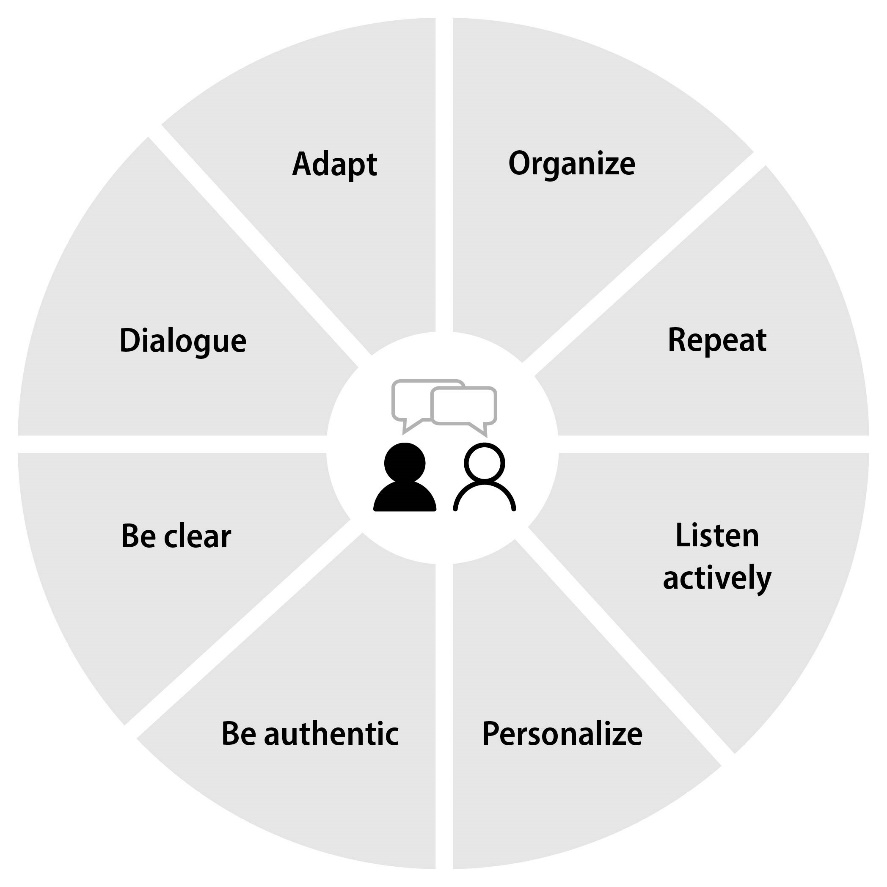 Adapt
Organize
Dialogue
Repeat
Be clear
Listen
actively
Be authentic
Personalize